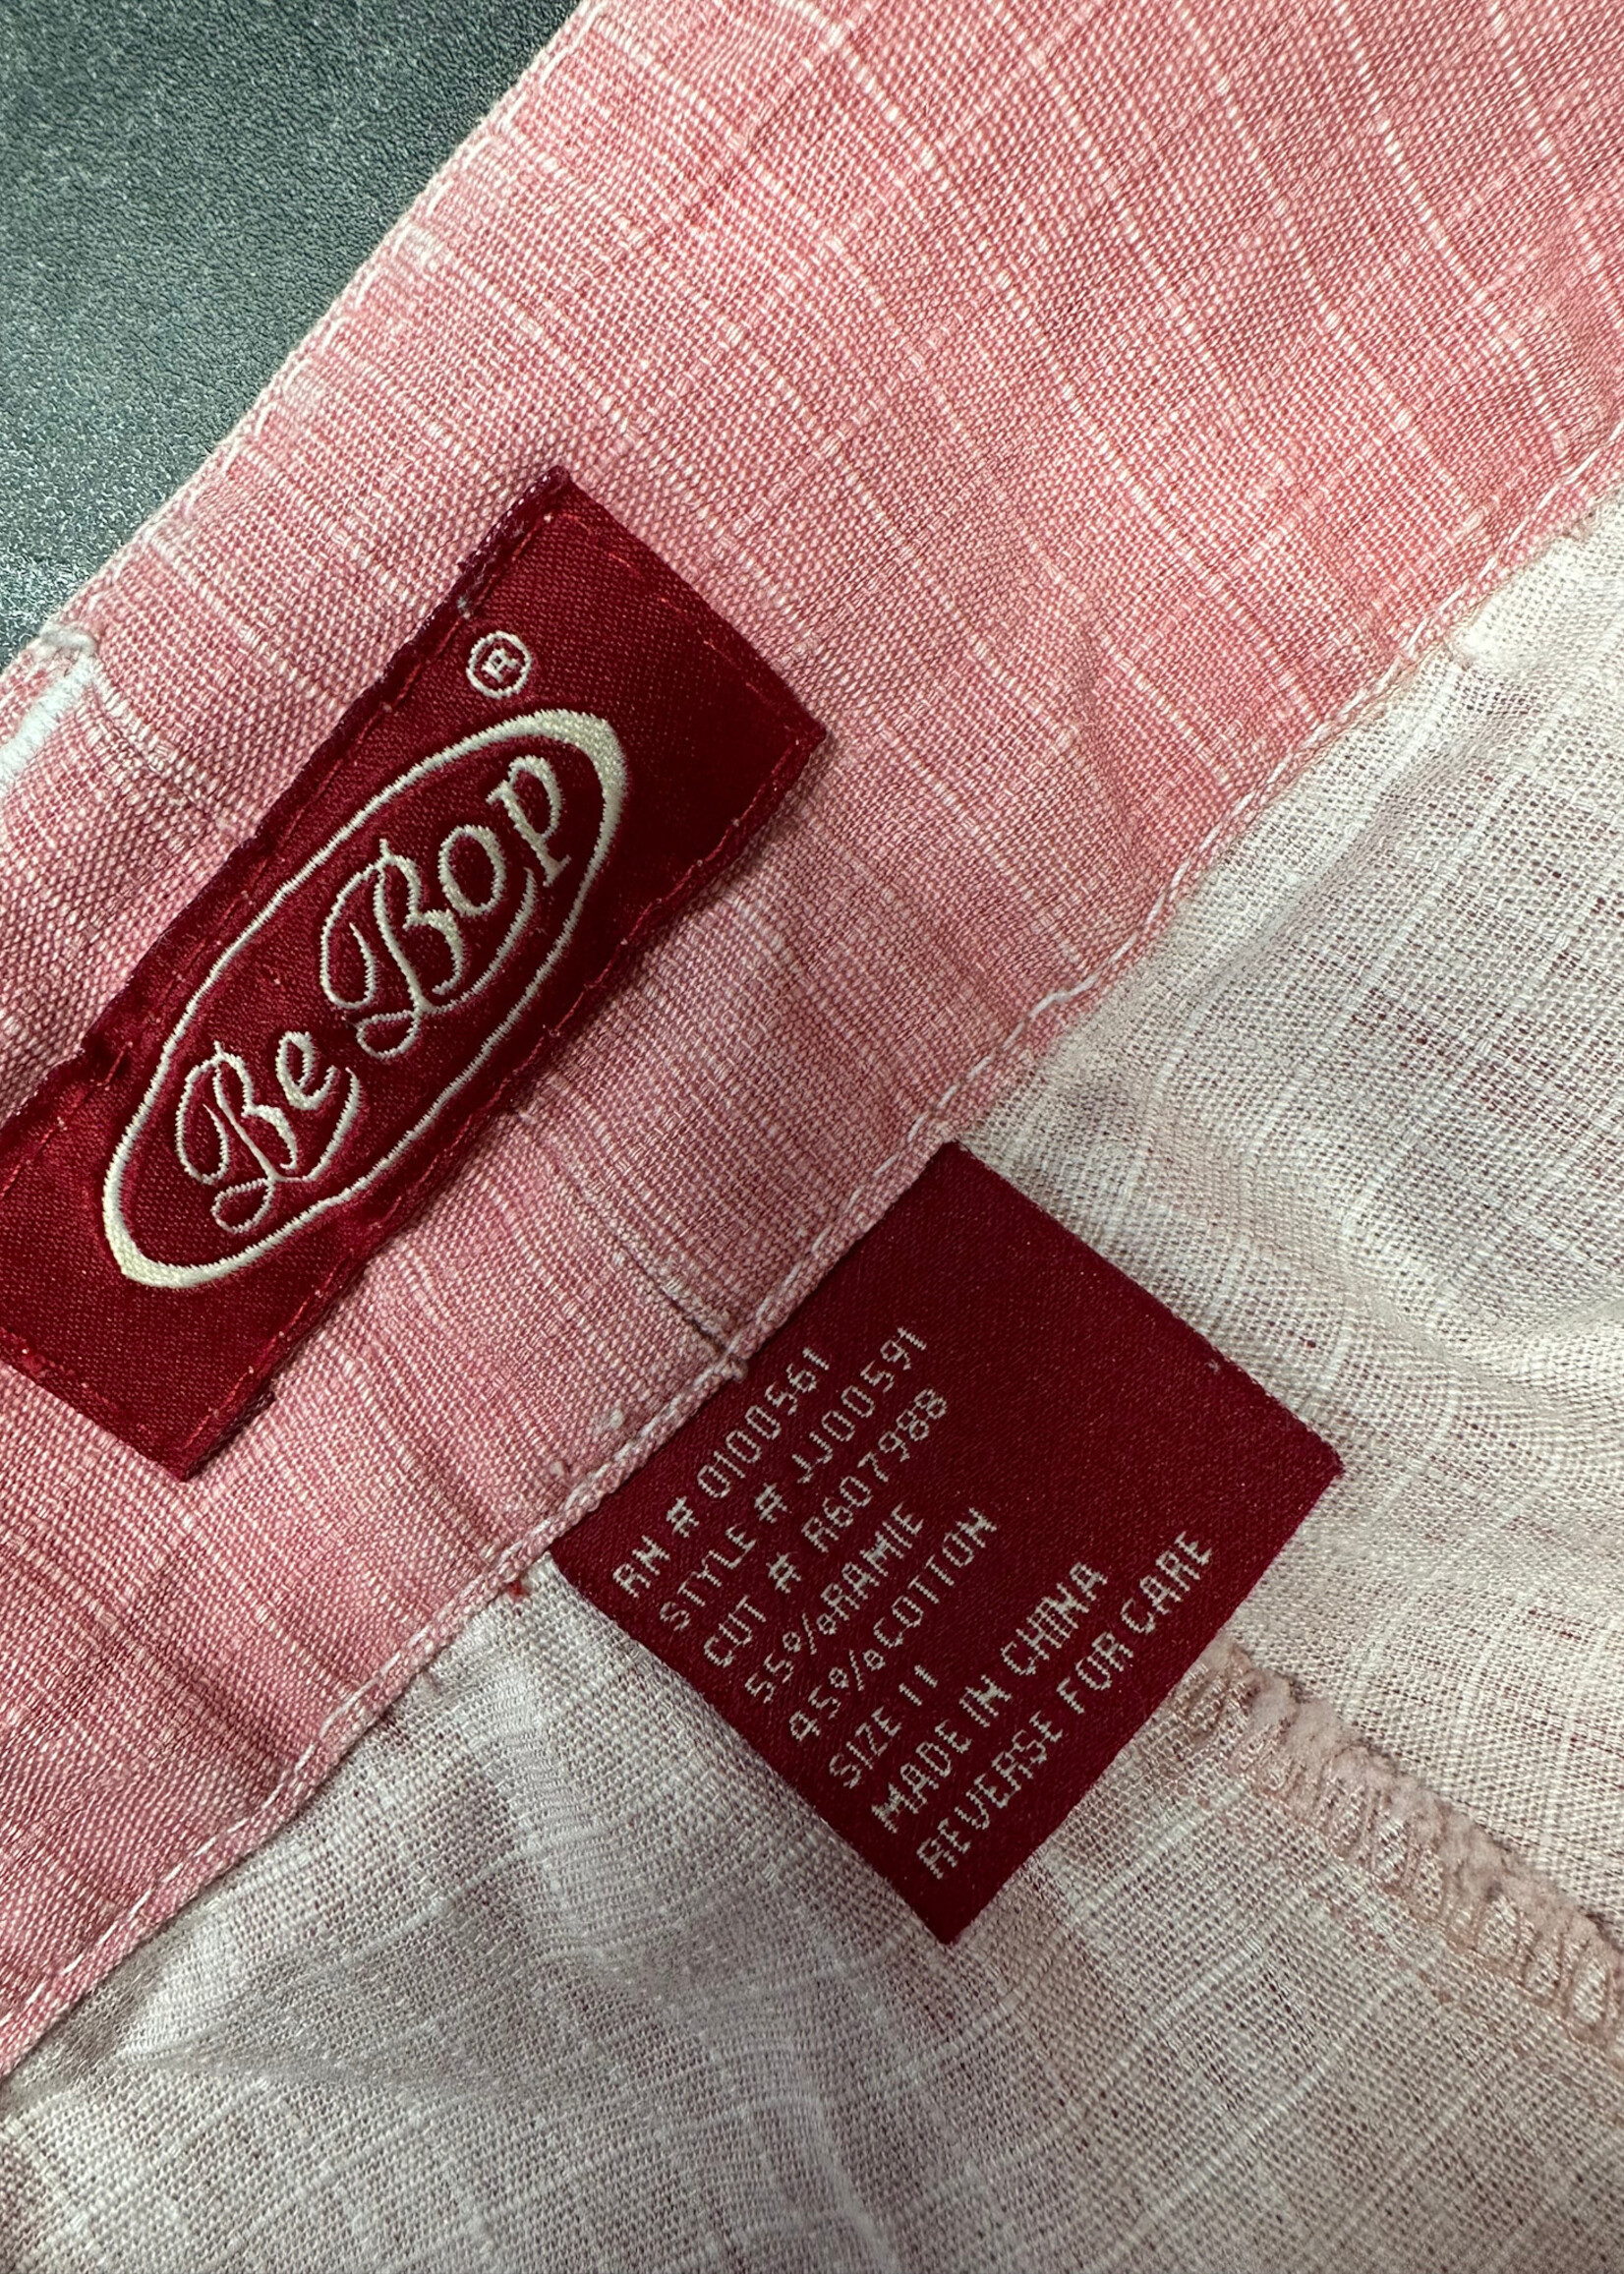 Be Bop ®
RN # 0100561
STYLE # JJ00591
CUT # R607988
55%RAMIE
45%COTTON
SIZE 11
MADE IN CHINA
REVERSE FOR CARE